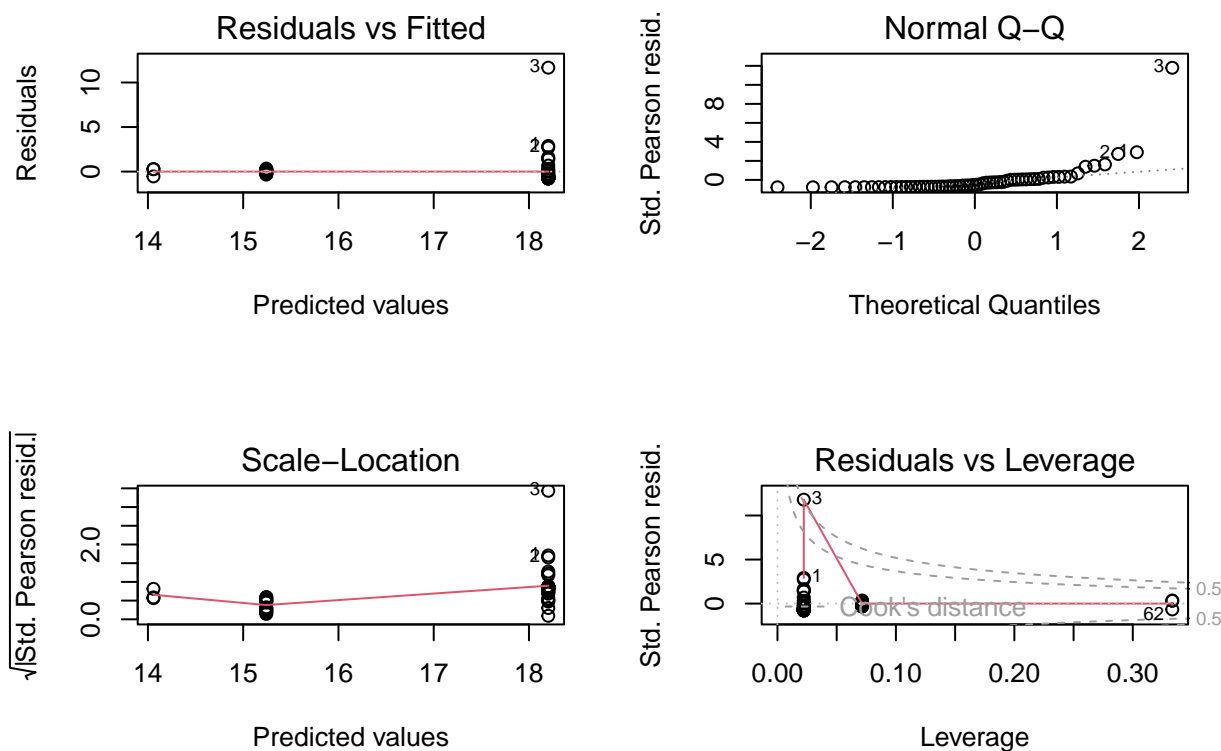 Residuals vs Fitted
Residuals
10
5
0
3
1
2
14 15 16 17 18
Predicted values
Normal Q−Q
Std. Pearson resid.
8
4
0
3
2 1
−2 −1 0 1 2
Theoretical Quantiles
Scale−Location
√|Std. Pearson resid.|
2.0
0.0
3
1
2
14 15 16 17 18
Predicted values
Residuals vs Leverage
Std. Pearson resid.
5
0
3
1
62
Cook's distance
0.5
0.5
0.00 0.10 0.20 0.30
Leverage